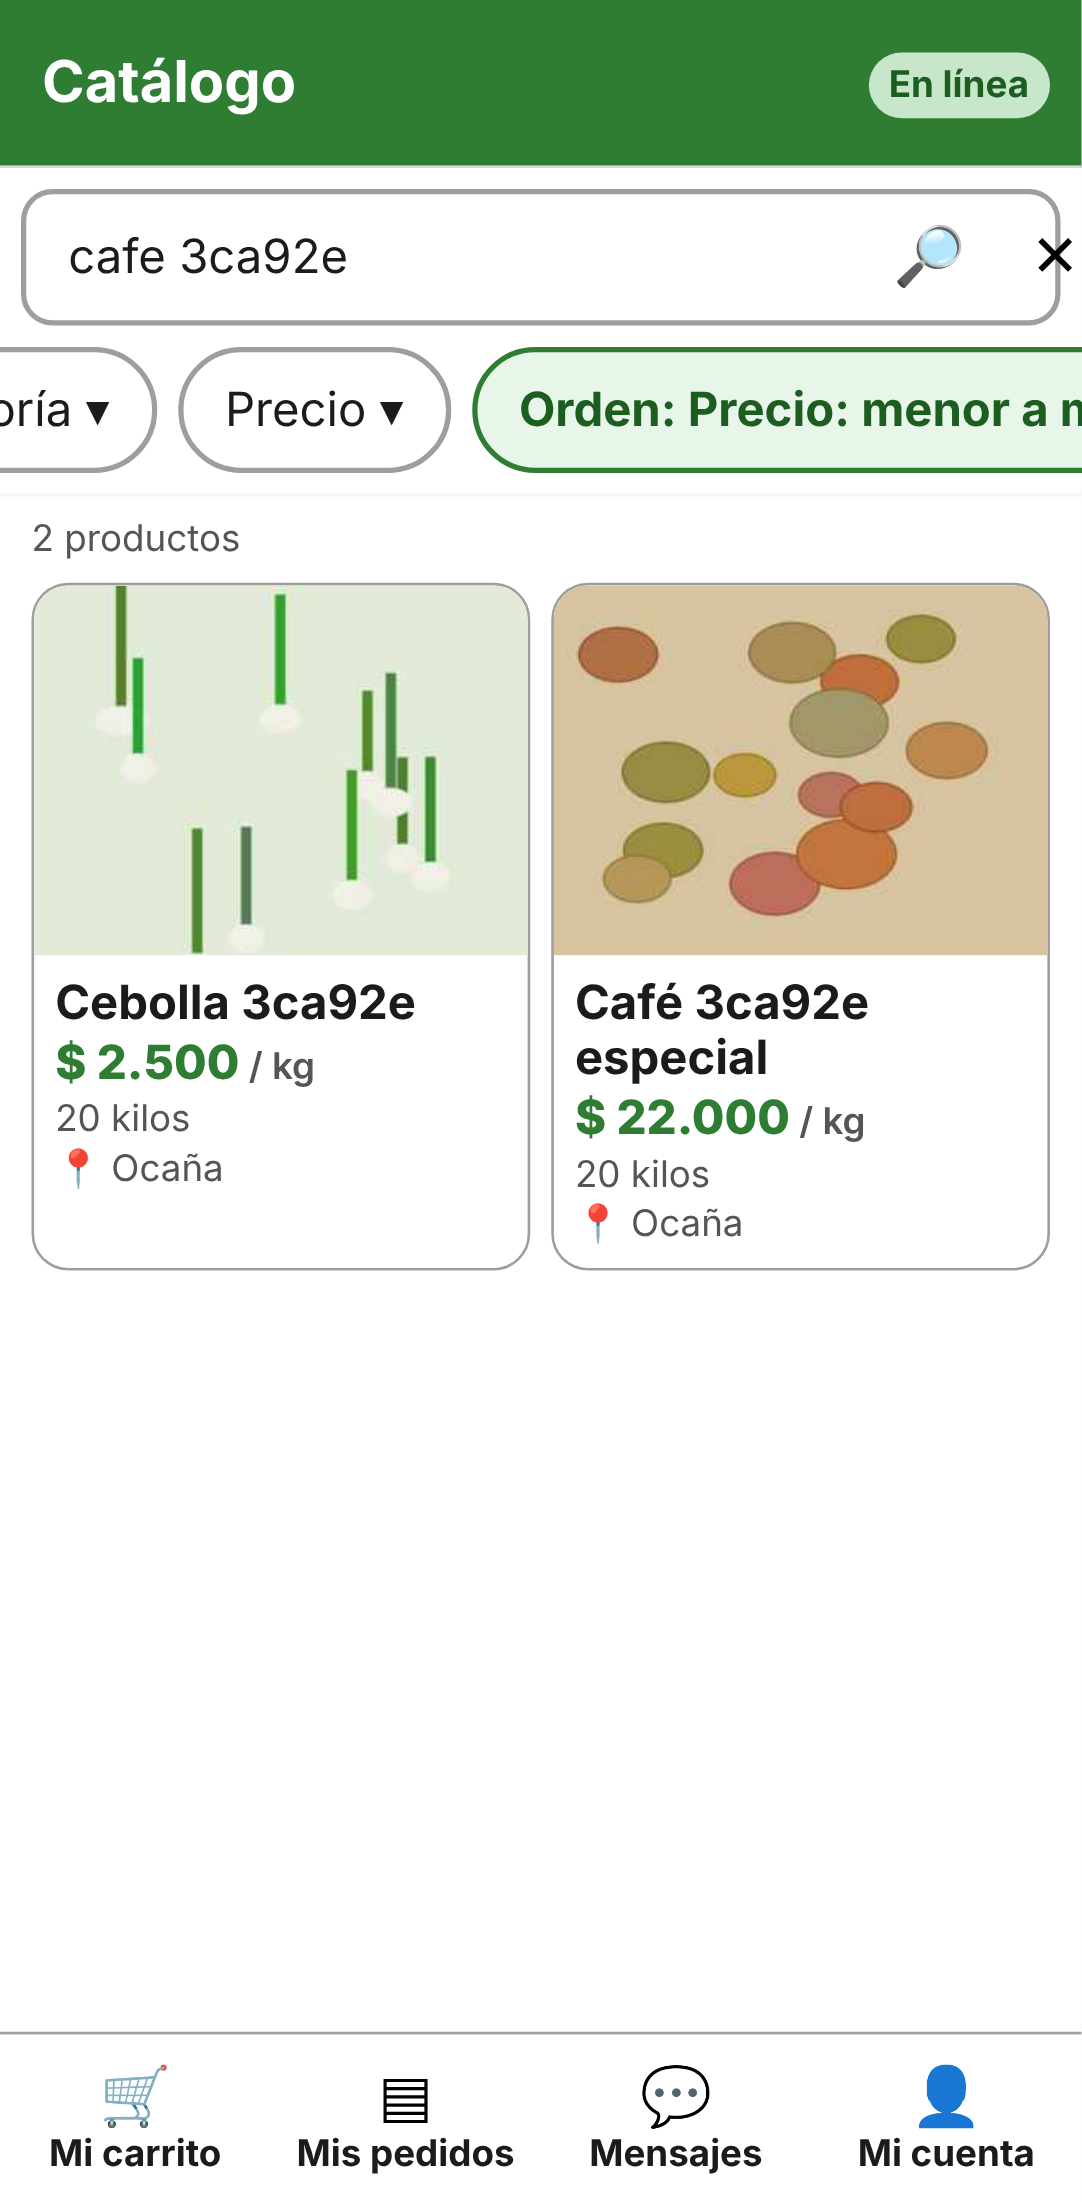 Catálogo
En línea
cafe 3ca92e
oría ▾
Precio ▾
Orden: Precio: menor a m
2 productos
Cebolla 3ca92e
$ 2.500 / kg
20 kilos
Ocaña
Café 3ca92e
especial
$ 22.000 / kg
20 kilos
Ocaña
Mi carrito
Mis pedidos
Mensajes
Mi cuenta